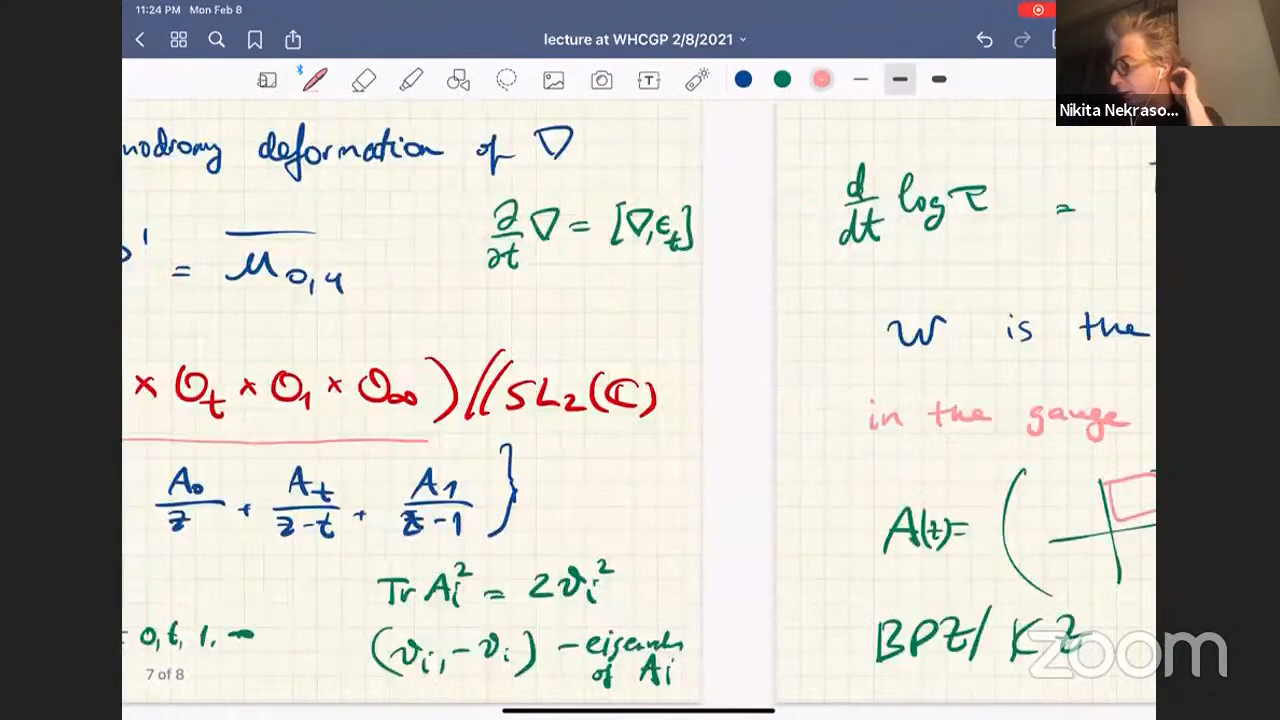 11:24 PM Mon Feb 8
lecture at WHCGP 2/8/2021
Nikita Nekraso...
nodromy deformation of ∇
∂/∂t ∇ = [∇, ε_t]
= \overline{M_{0,4}}
× O_t × O_1 × O_∞ ) // SL_2(ℂ)
A_0/z + A_t/(z-t) + A_1/(z-1) }
Tr A_i^2 = 2ϑ_i^2
= 0, t, 1, ∞
(ϑ_i, -ϑ_i) - eigenvals
of A_i
7 of 8
d/dt log τ =
W is the
in the gauge
A(t)= (
BPZ / KZ
zoom